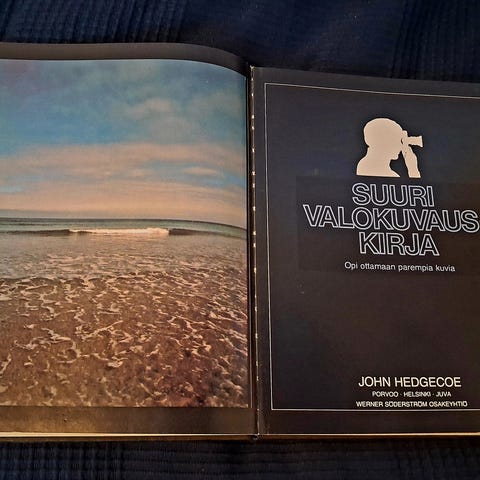 SUURI
VALOKUVAUS
KIRJA
Opi ottamaan parempia kuvia
JOHN HEDGECOE
PORVOO · HELSINKI · JUVA
WERNER SÖDERSTRÖM OSAKEYHTIÖ